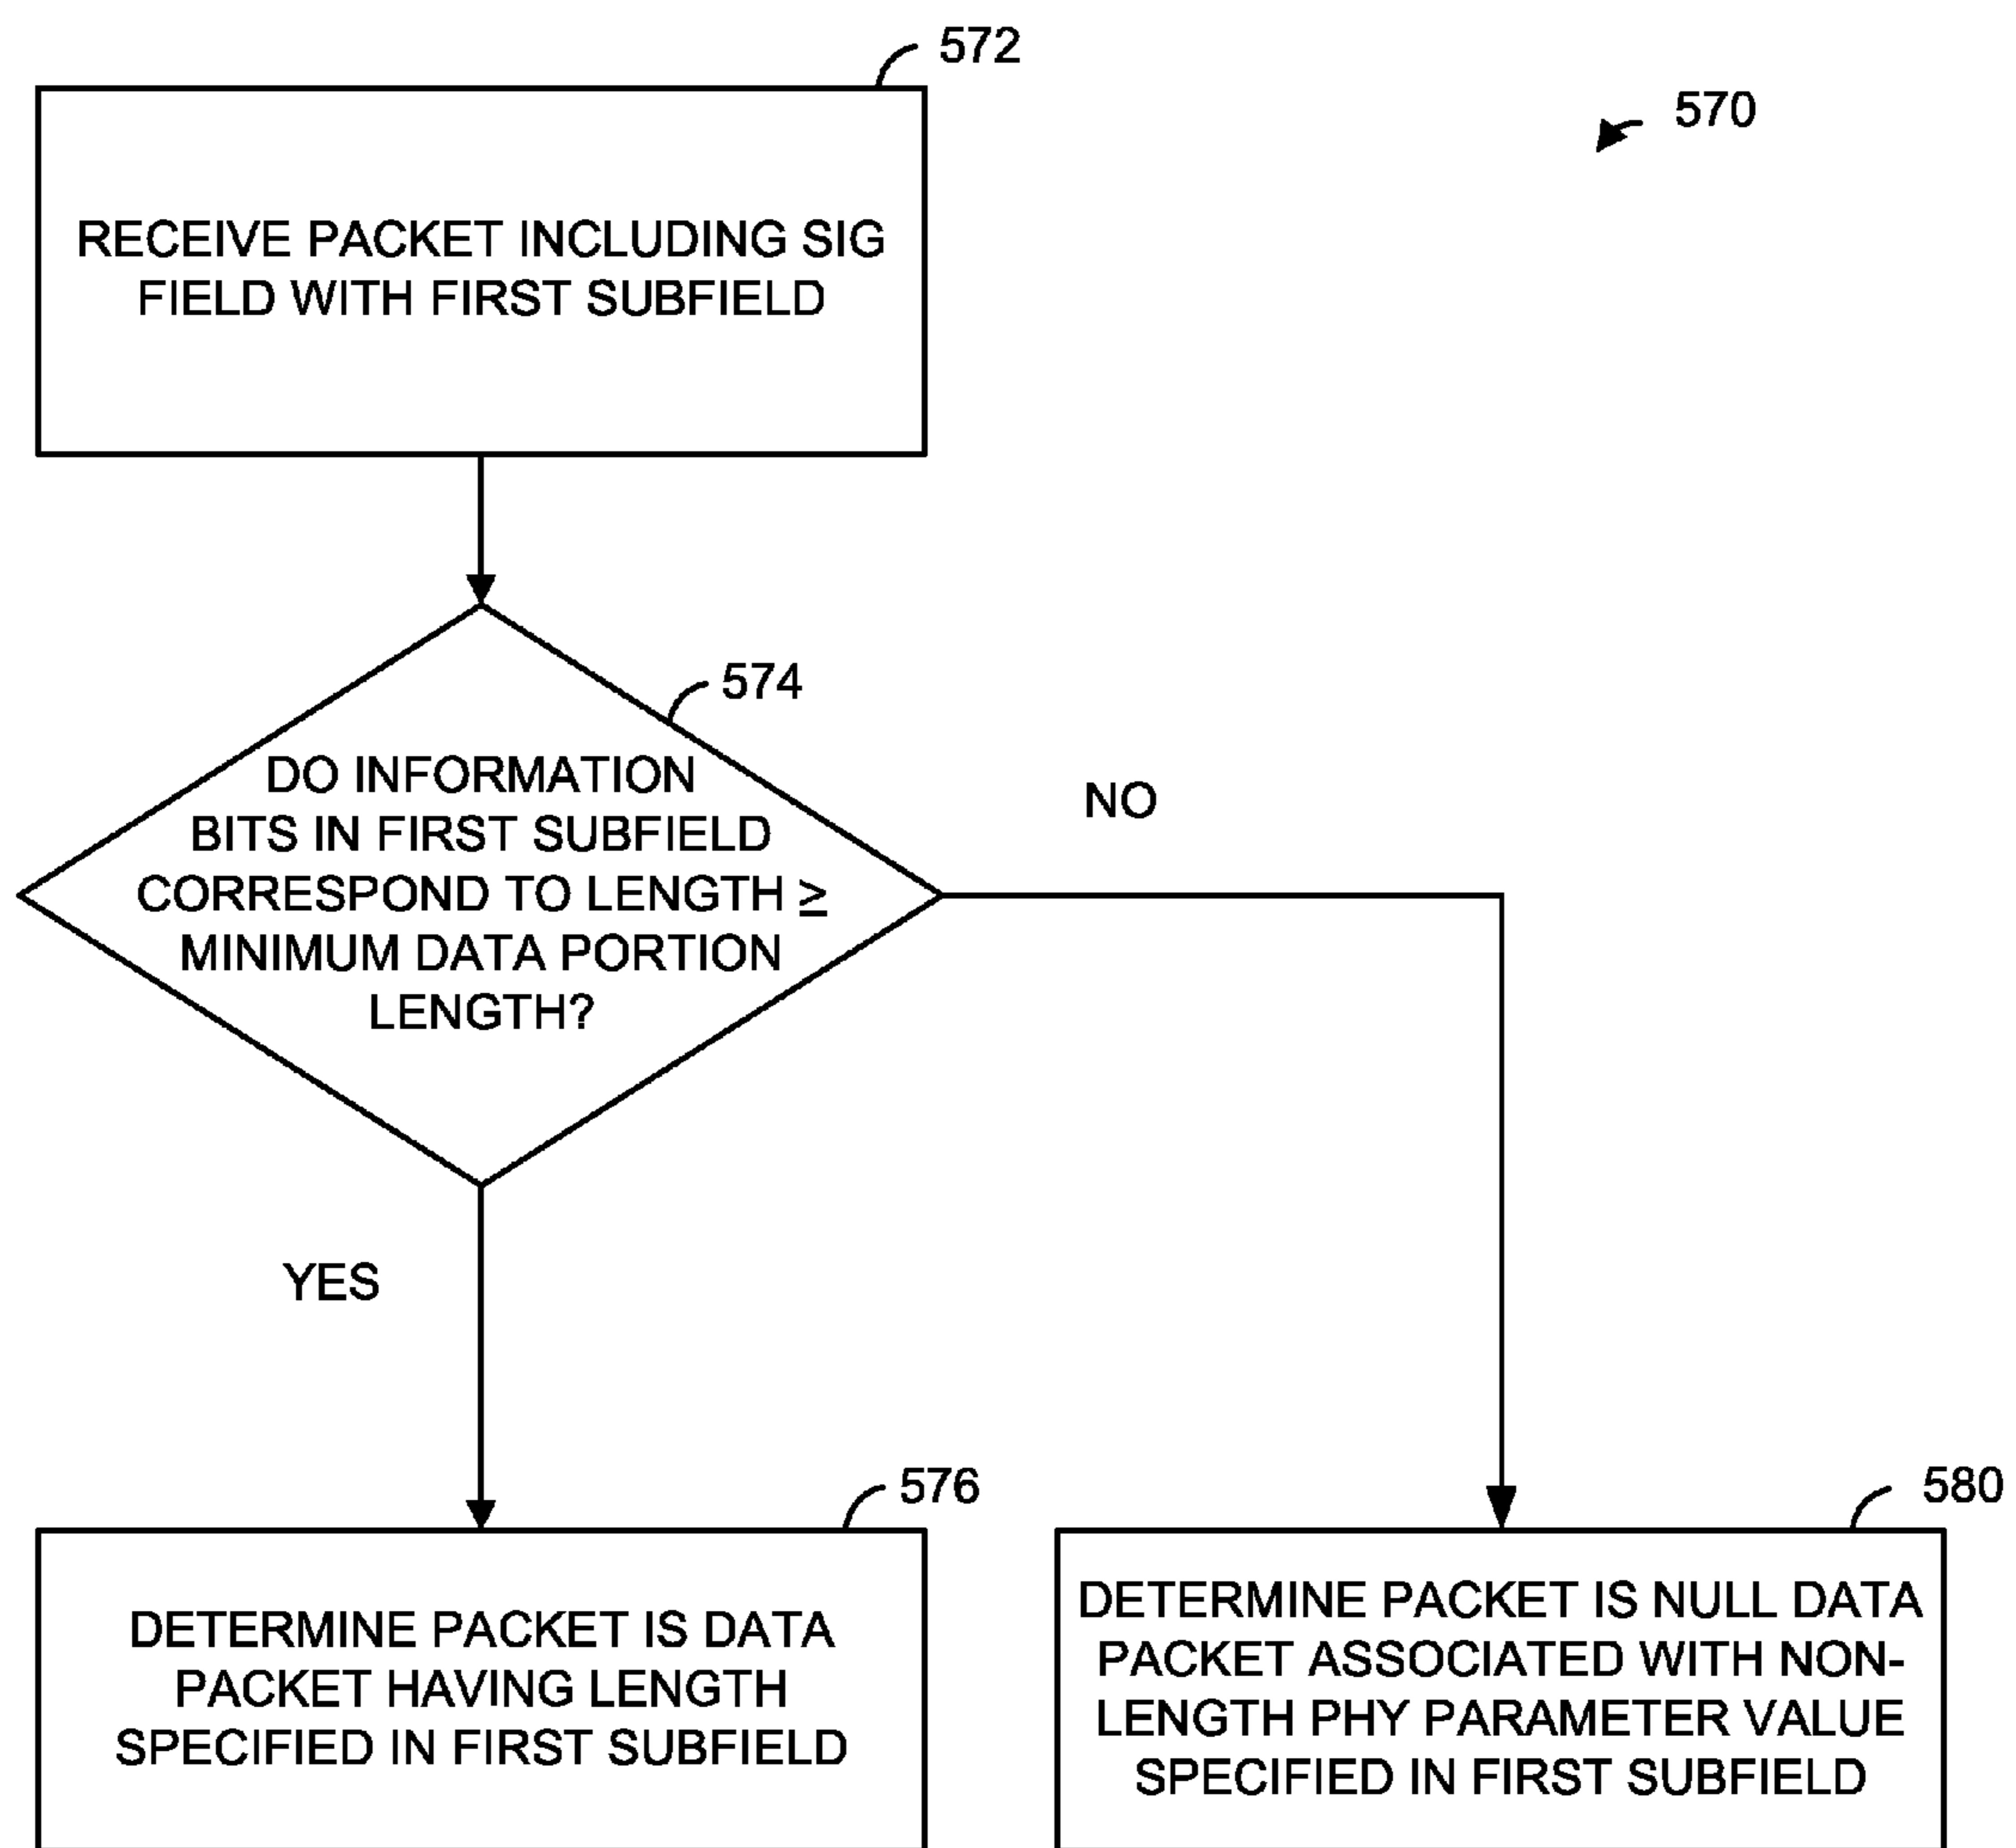 572
570
RECEIVE PACKET INCLUDING SIG
FIELD WITH FIRST SUBFIELD
574
DO INFORMATION
BITS IN FIRST SUBFIELD
CORRESPOND TO LENGTH ≥
MINIMUM DATA PORTION
LENGTH?
NO
YES
576
DETERMINE PACKET IS DATA
PACKET HAVING LENGTH
SPECIFIED IN FIRST SUBFIELD
580
DETERMINE PACKET IS NULL DATA
PACKET ASSOCIATED WITH NON-
LENGTH PHY PARAMETER VALUE
SPECIFIED IN FIRST SUBFIELD